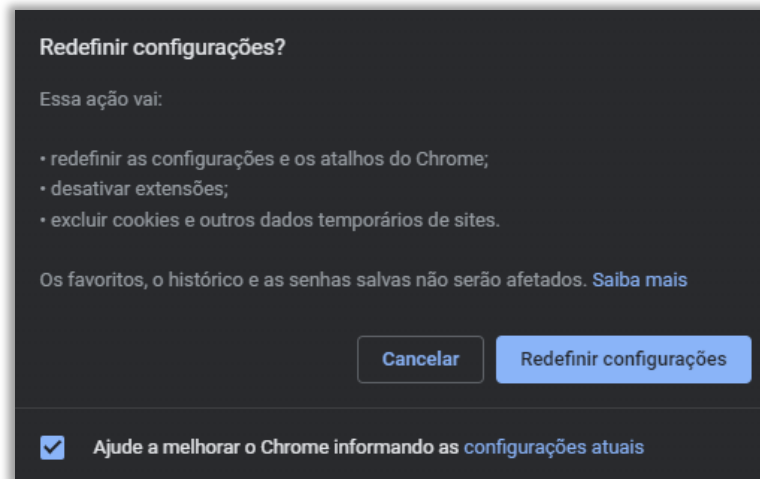 Redefinir configurações?
Essa ação vai:
• redefinir as configurações e os atalhos do Chrome;
• desativar extensões;
• excluir cookies e outros dados temporários de sites.
Os favoritos, o histórico e as senhas salvas não serão afetados. Saiba mais
Cancelar Redefinir configurações
Ajude a melhorar o Chrome informando as configurações atuais